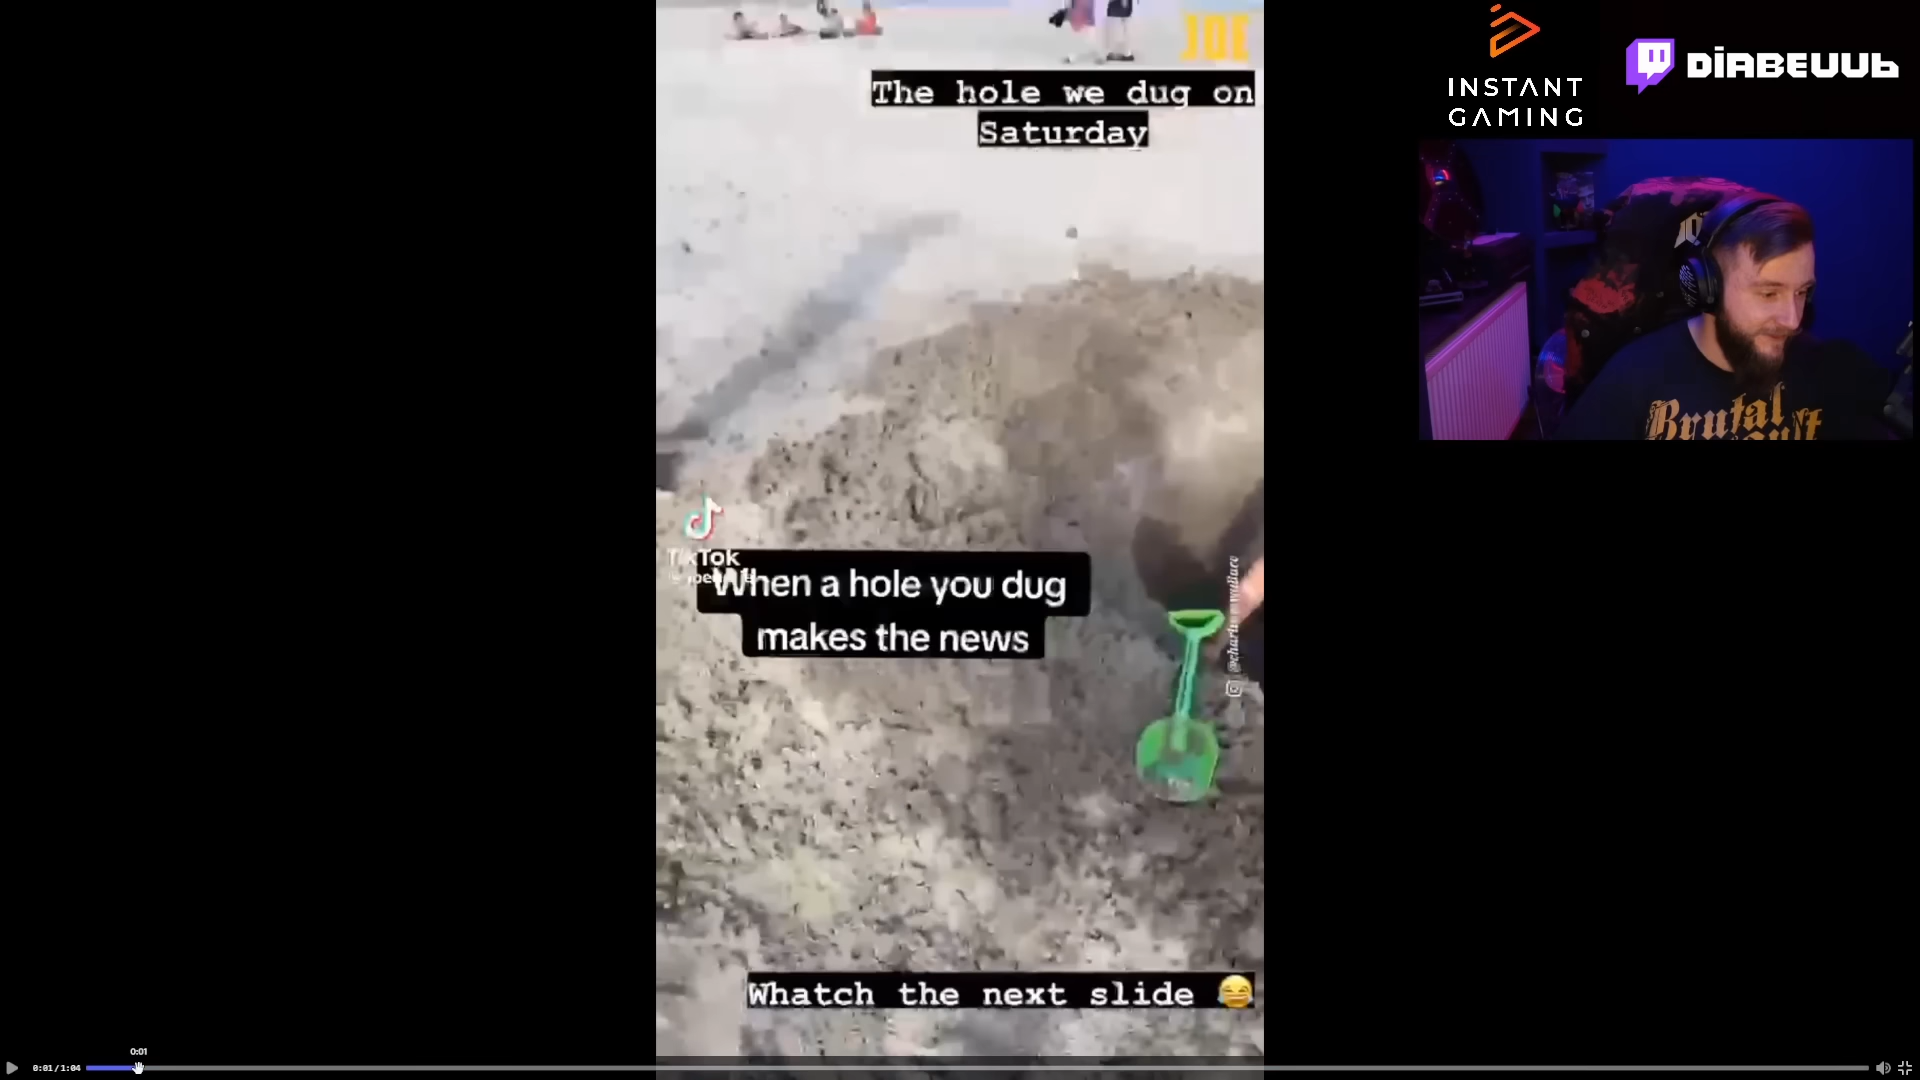 JOE
The hole we dug on
Saturday
TikTok
When a hole you dug
makes the news
Whatch the next slide 😂
0:01
0:01 / 1:04
INSTANT
GAMING
DIABEUUB
Brutal